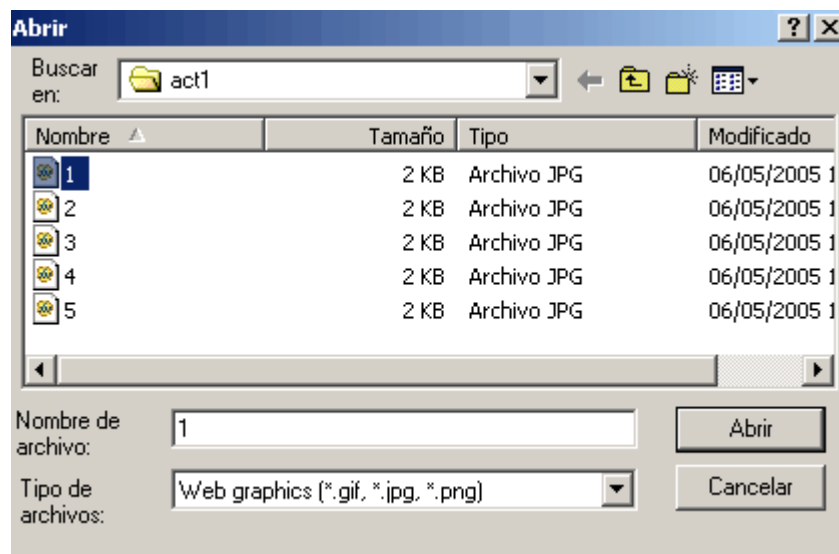 Abrir
Buscar en: act1
Nombre Tamaño Tipo Modificado
1 2 KB Archivo JPG 06/05/2005 1
2 2 KB Archivo JPG 06/05/2005 1
3 2 KB Archivo JPG 06/05/2005 1
4 2 KB Archivo JPG 06/05/2005 1
5 2 KB Archivo JPG 06/05/2005 1
Nombre de archivo: 1 Abrir
Tipo de archivos: Web graphics (*.gif, *.jpg, *.png) Cancelar